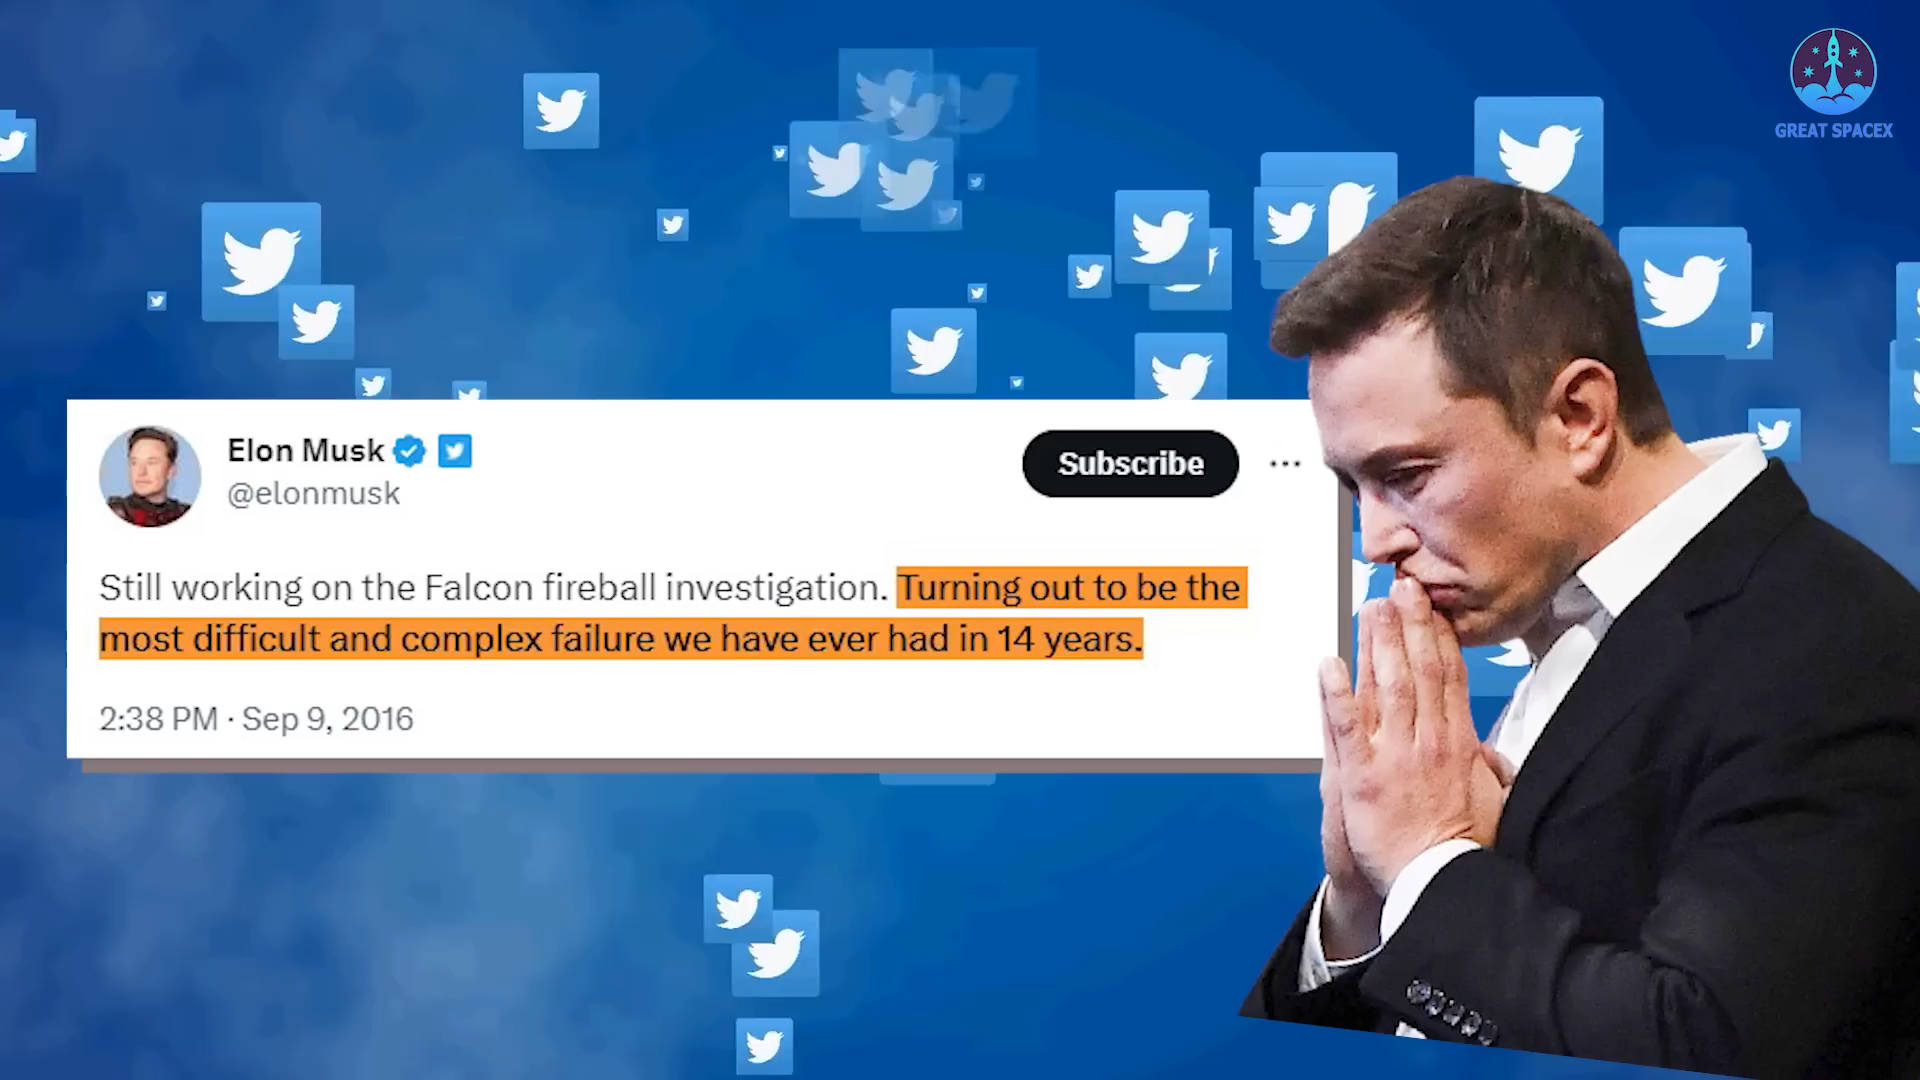 GREAT SPACEX
Elon Musk
@elonmusk
Subscribe
Still working on the Falcon fireball investigation. Turning out to be the
most difficult and complex failure we have ever had in 14 years.
2:38 PM · Sep 9, 2016